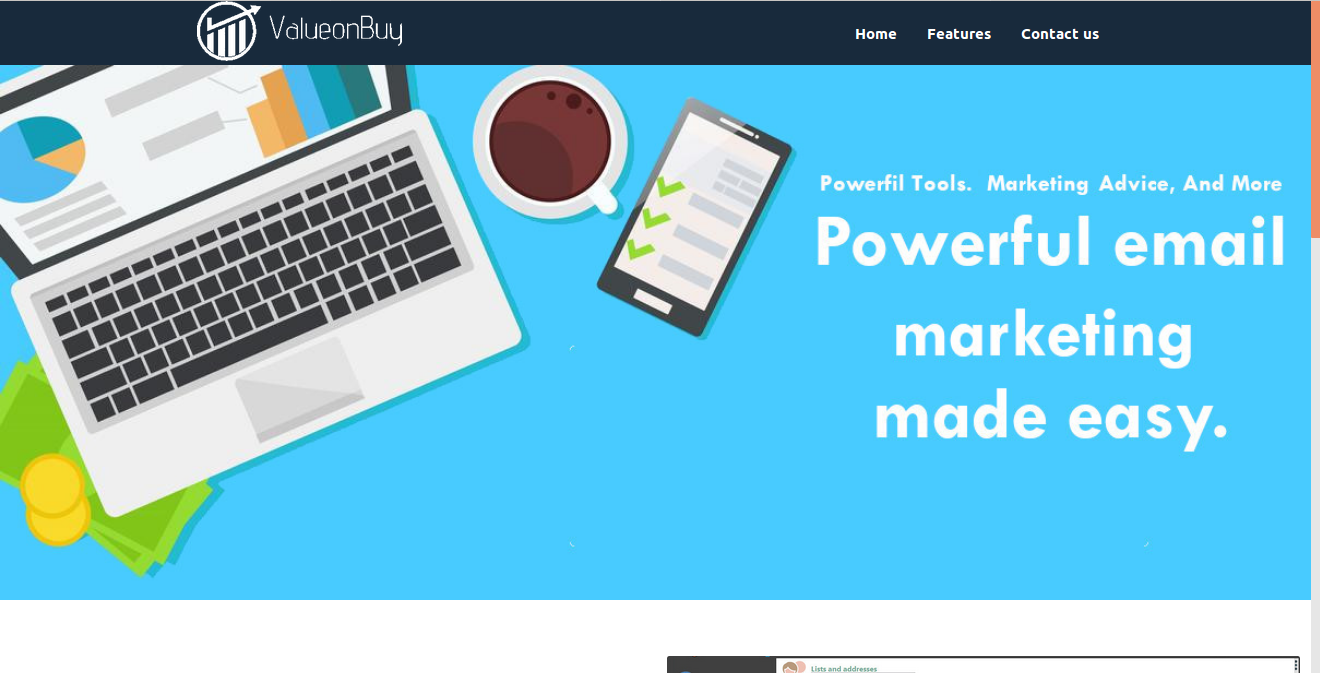 ValueonBuy
Home Features Contact us
Powerfil Tools. Marketing Advice, And More
Powerful email
marketing
made easy.
Lists and addresses